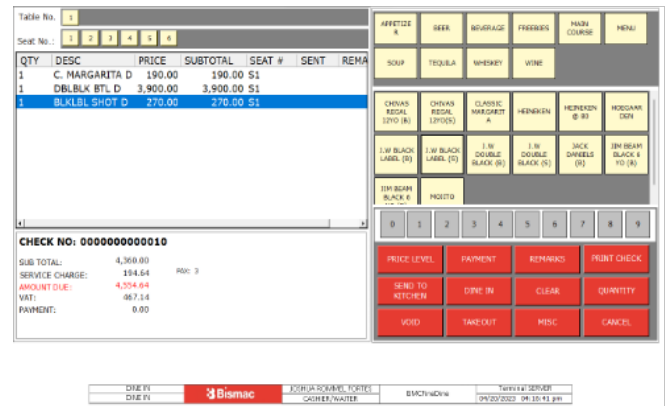 Table No. 1
Seat No.: 1 2 3 4 5 6
QTY DESC PRICE SUBTOTAL SEAT # SENT REMA
1 C. MARGARITA D 190.00 190.00 S1
1 DBLBLK BTL D 3,900.00 3,900.00 S1
1 BLKLBL SHOT D 270.00 270.00 S1
CHECK NO: 0000000000010
SUB TOTAL: 4,360.00
SERVICE CHARGE: 194.64 PAX: 3
AMOUNT DUE: 4,554.64
VAT: 467.14
PAYMENT: 0.00
APPETIZE
R
BEER
BEVERAGE
FREEBIES
MAIN
COURSE
MENU
SOUP
TEQUILA
WHISKEY
WINE
CHIVAS
REGAL
12YO (B)
CHIVAS
REGAL
12YO(S)
CLASSIC
MARGARIT
A
HEINEKEN
HEINEKEN
@ 80
HOEGAAR
DEN
J.W BLACK
LABEL (B)
J.W BLACK
LABEL (S)
J.W
DOUBLE
BLACK (B)
J.W
DOUBLE
BLACK (S)
JACK
DANIELS
(B)
JIM BEAM
BLACK 6
YO (B)
JIM BEAM
BLACK 6
MOJITO
0 1 2 3 4 5 6 7 8 9
PRICE LEVEL
PAYMENT
REMARKS
PRINT CHECK
SEND TO
KITCHEN
DINE IN
CLEAR
QUANTITY
VOID
TAKEOUT
MISC
CANCEL
DINE IN
DINE IN
Bismac
JOSHUA ROMMEL, FORTES
CASHIER/WAITER
BMCFineDine
Terminal SERVER
04/20/2023 04:16:41 pm